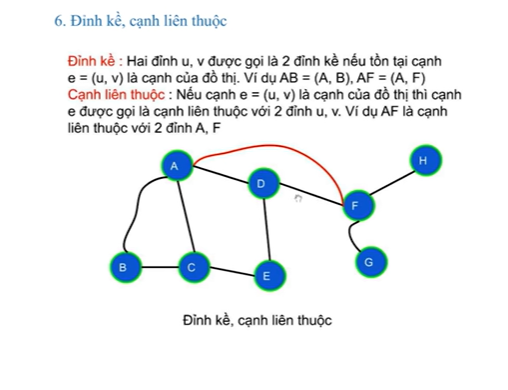 6. Đỉnh kề, cạnh liên thuộc
Đỉnh kề : Hai đỉnh u, v được gọi là 2 đỉnh kề nếu tồn tại cạnh
e = (u, v) là cạnh của đồ thị. Ví dụ AB = (A, B), AF = (A, F)
Cạnh liên thuộc : Nếu cạnh e = (u, v) là cạnh của đồ thị thì cạnh
e được gọi là cạnh liên thuộc với 2 đỉnh u, v. Ví dụ AF là cạnh
liên thuộc với 2 đỉnh A, F
H
A
D
F
B
C
G
E
Đỉnh kề, cạnh liên thuộc